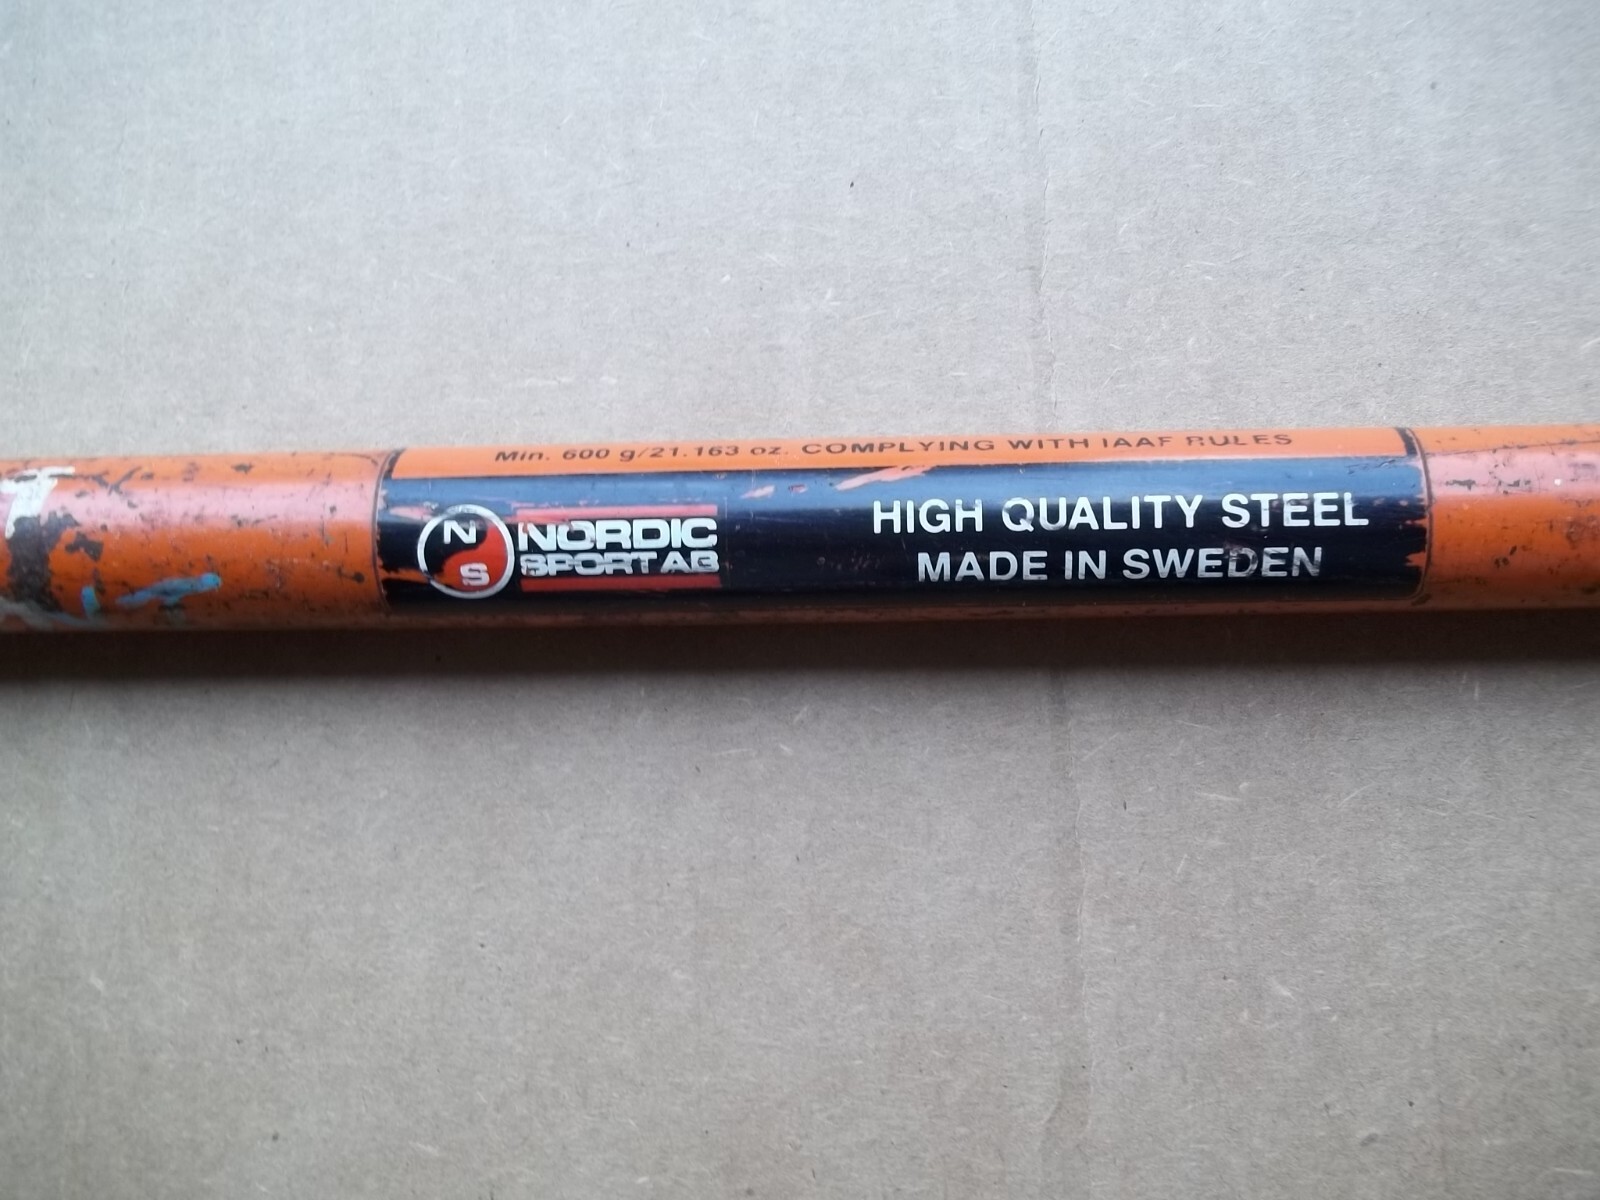 Min. 600 g/21.163 oz. COMPLYING WITH IAAF RULES
N
S
NORDIC
SPORT AB
HIGH QUALITY STEEL
MADE IN SWEDEN